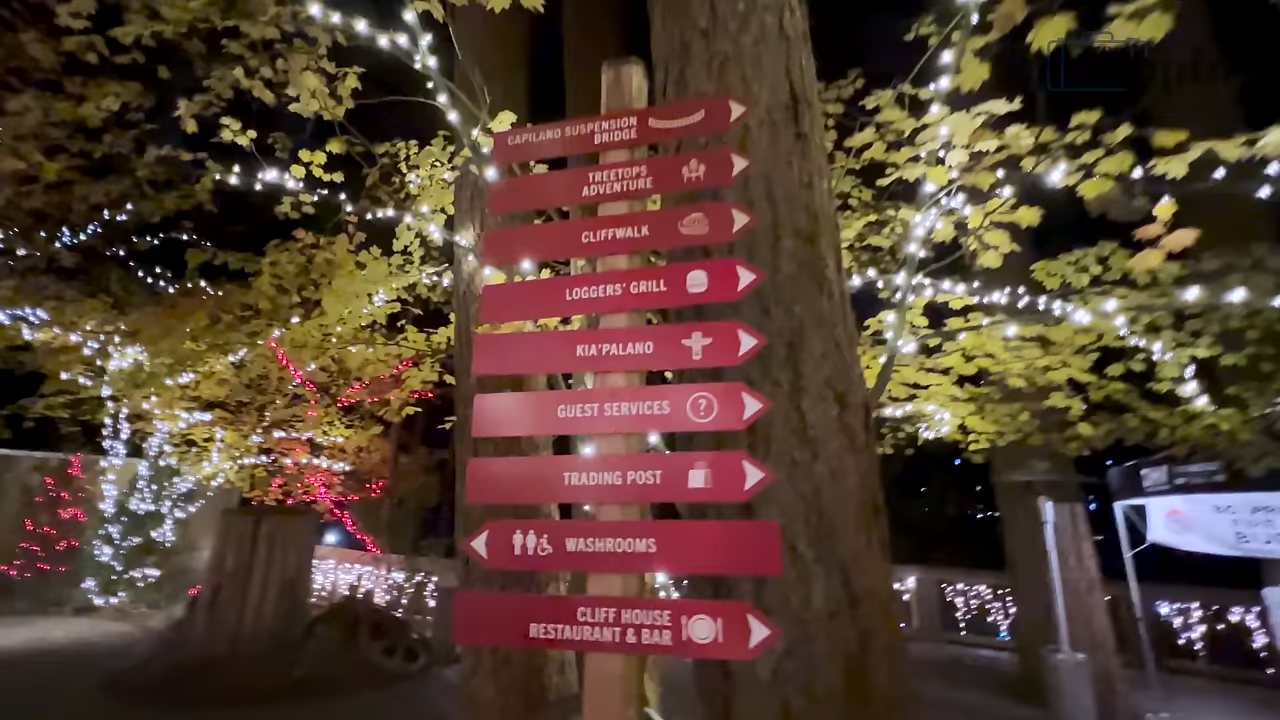 CAPILANO SUSPENSION
BRIDGE
TREETOPS
ADVENTURE
CLIFFWALK
LOGGERS' GRILL
KIA'PALANO
GUEST SERVICES
?
TRADING POST
WASHROOMS
CLIFF HOUSE
RESTAURANT & BAR